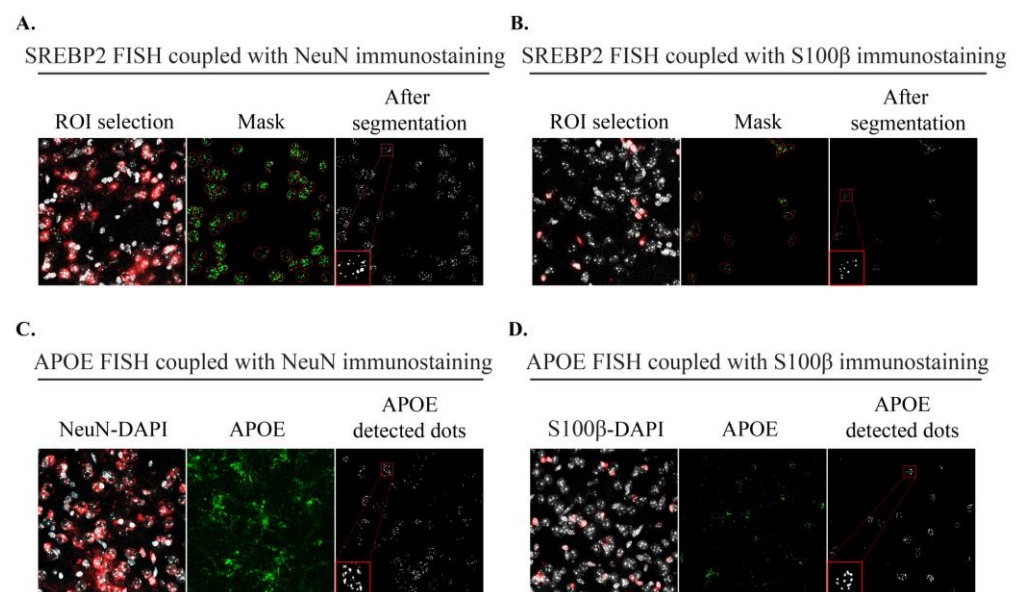 A.
SREBP2 FISH coupled with NeuN immunostaining
ROI selection
Mask
After
segmentation
B.
SREBP2 FISH coupled with S100β immunostaining
ROI selection
Mask
After
segmentation
C.
APOE FISH coupled with NeuN immunostaining
NeuN-DAPI
APOE
APOE
detected dots
D.
APOE FISH coupled with S100β immunostaining
S100β-DAPI
APOE
APOE
detected dots